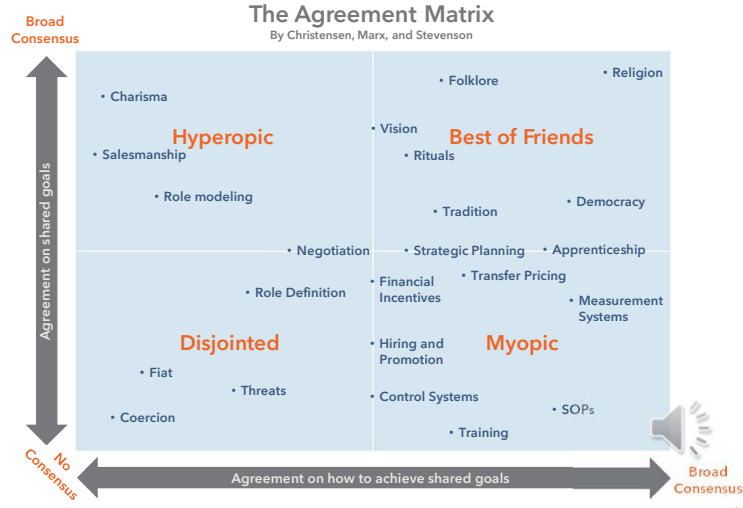 The Agreement Matrix
By Christensen, Marx, and Stevenson
Broad
Consensus
Agreement on shared goals
• Charisma
Hyperopic
• Salesmanship
• Role modeling
• Folklore
• Religion
• Vision
Best of Friends
• Rituals
• Democracy
• Tradition
• Negotiation
• Strategic Planning
• Apprenticeship
• Role Definition
• Financial
Incentives
• Transfer Pricing
• Measurement
Systems
Disjointed
• Hiring and
Promotion
Myopic
• Fiat
• Threats
• Coercion
• Control Systems
• SOPs
• Training
No
Consensus
Agreement on how to achieve shared goals
Broad
Consensus